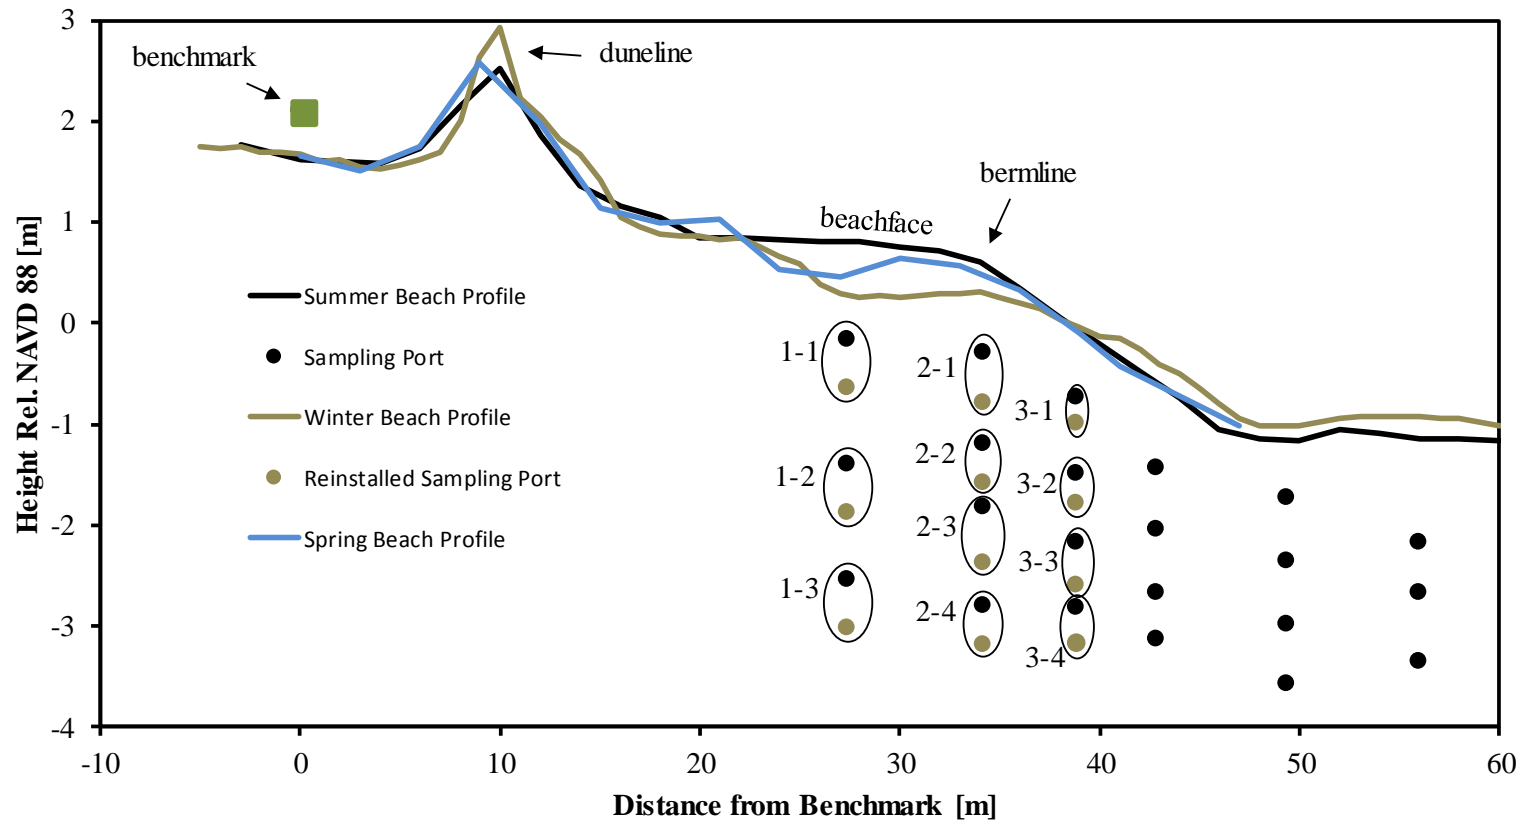 3
benchmark
duneline
2
bermline
1
beachface
Height Rel. NAVD 88 [m]
Summer Beach Profile
0
1-1
Sampling Port
2-1
3-1
Winter Beach Profile
-1
2-2
1-2
Reinstalled Sampling Port
3-2
-2
2-3
Spring Beach Profile
3-3
1-3
2-4
-3
3-4
-4
-10 0 10 20 30 40 50 60
Distance from Benchmark [m]